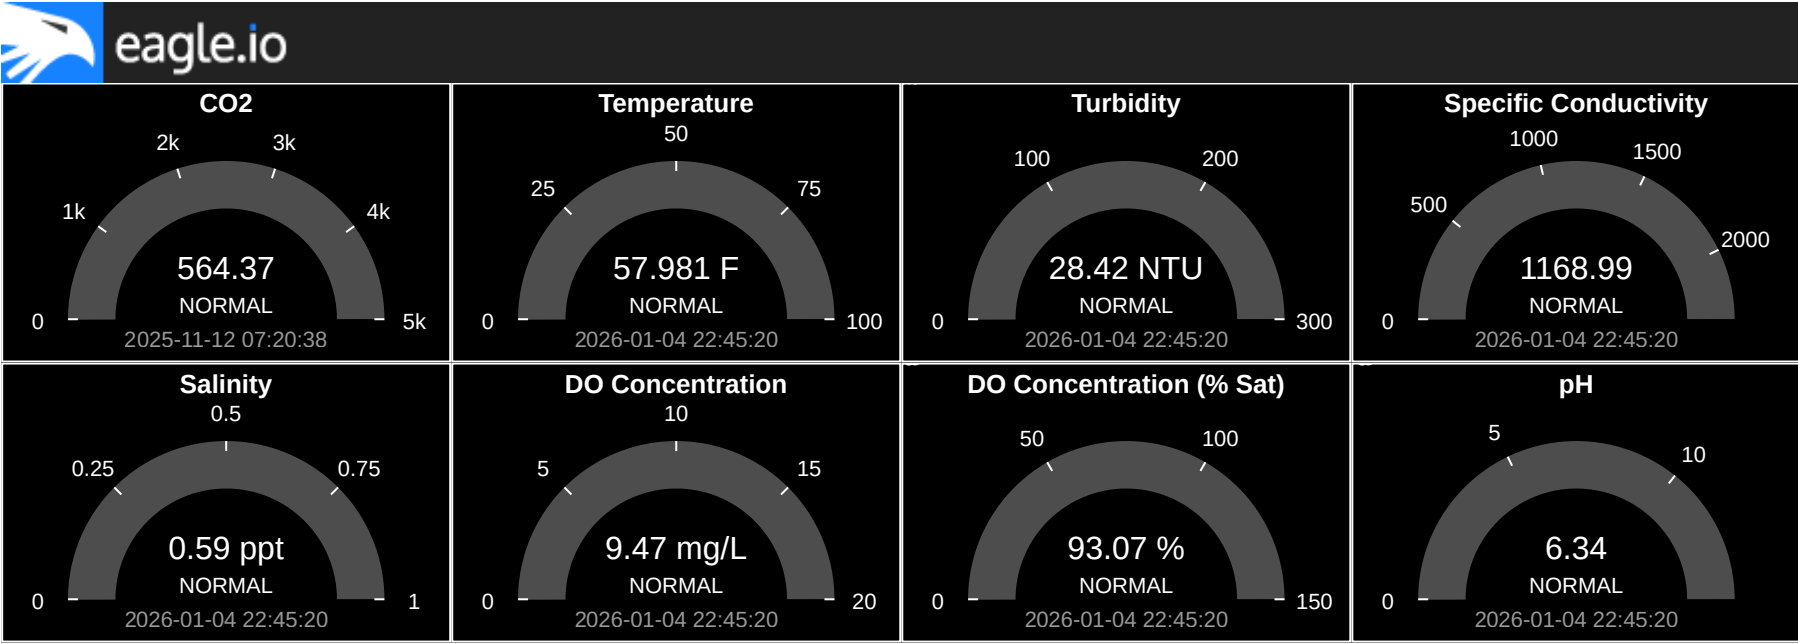 eagle.io
CO2
2k
3k
1k
4k
564.37
NORMAL
0
5k
2025-11-12 07:20:38
Temperature
50
25
75
57.981 F
NORMAL
0
100
2026-01-04 22:45:20
Turbidity
100
200
28.42 NTU
NORMAL
0
300
2026-01-04 22:45:20
Specific Conductivity
1000
1500
500
2000
1168.99
NORMAL
0
2026-01-04 22:45:20
Salinity
0.5
0.25
0.75
0.59 ppt
NORMAL
0
1
2026-01-04 22:45:20
DO Concentration
10
5
15
9.47 mg/L
NORMAL
0
20
2026-01-04 22:45:20
DO Concentration (% Sat)
50
100
93.07 %
NORMAL
0
150
2026-01-04 22:45:20
pH
5
10
6.34
NORMAL
0
2026-01-04 22:45:20